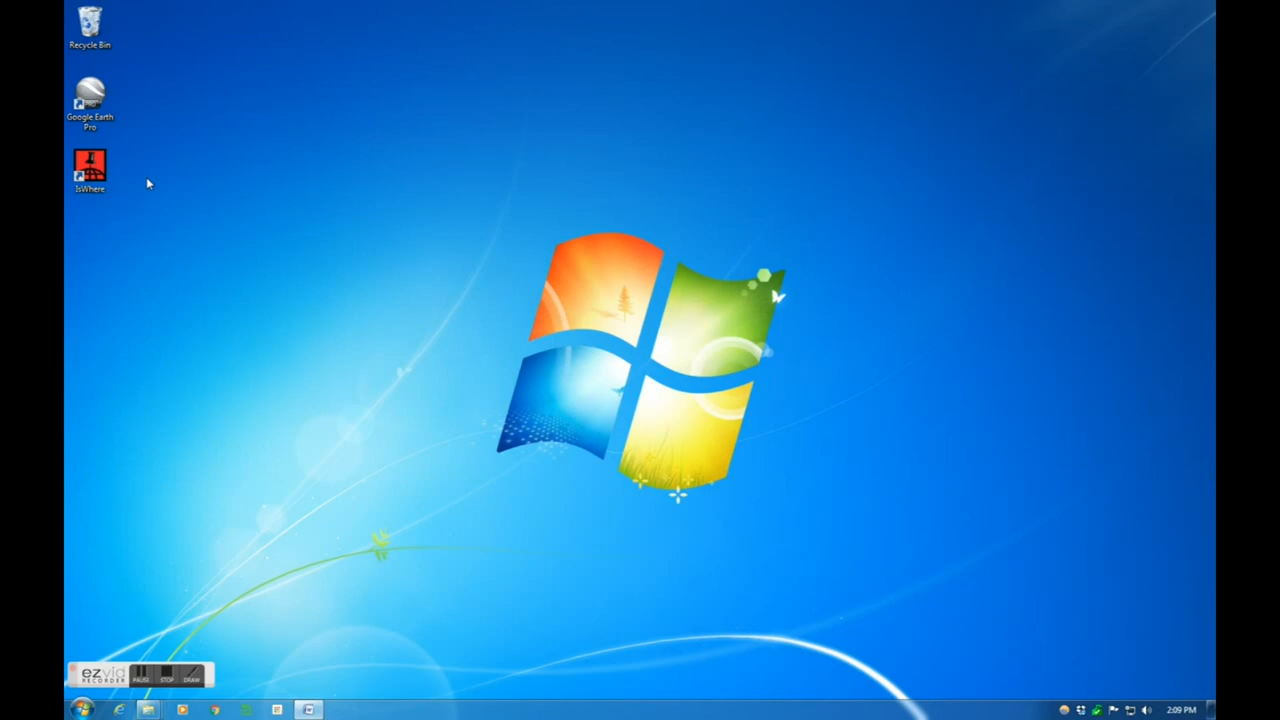 Recycle Bin
Google Earth
Pro
IsWhere
ezvid
RECORDER
PAUSE
STOP
DRAW
2:09 PM